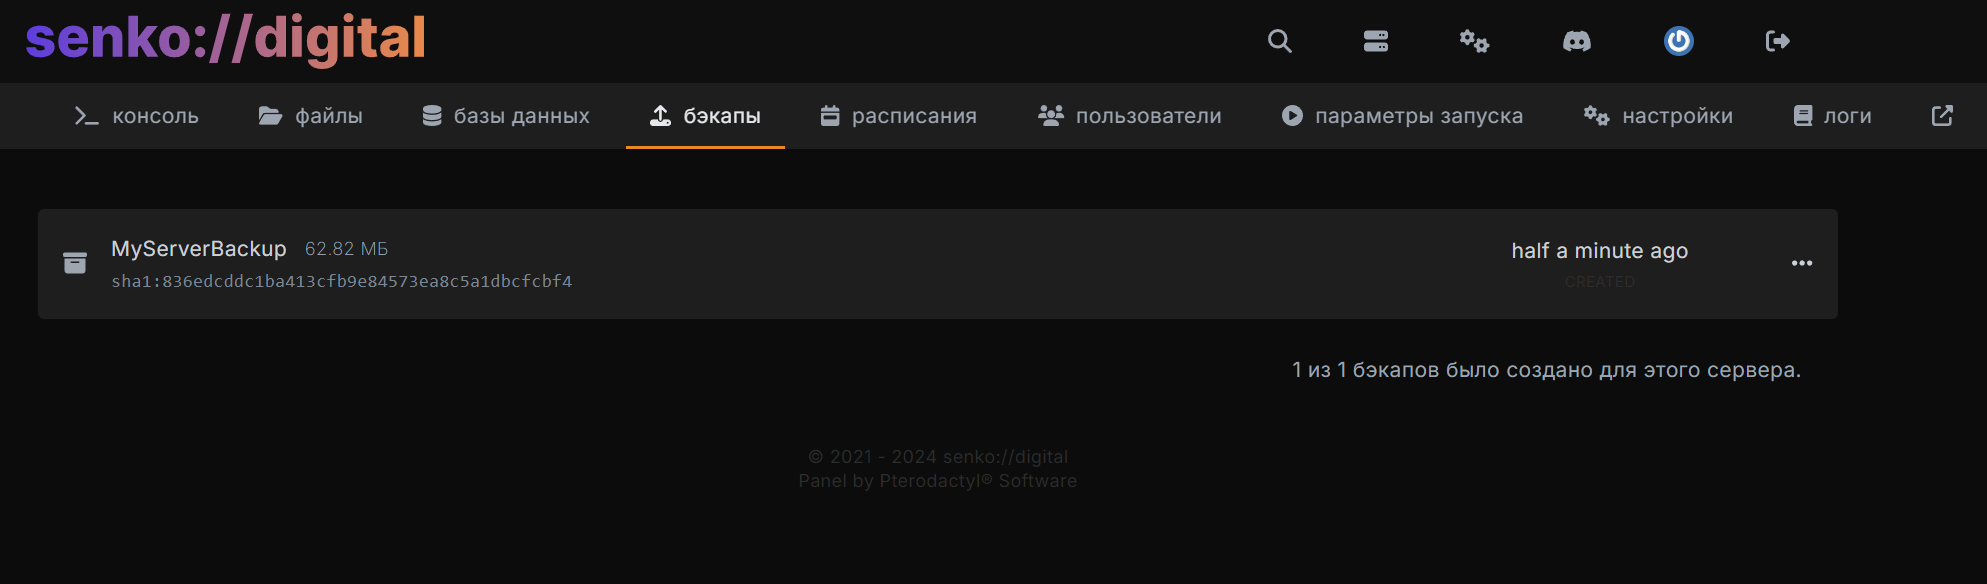 senko://digital
консоль файлы базы данных бэкапы расписания пользователи параметры запуска настройки логи
MyServerBackup 62.82 МБ
sha1:836edcddc1ba413cfb9e84573ea8c5a1dbcfcbf4
half a minute ago
CREATED
1 из 1 бэкапов было создано для этого сервера.
© 2021 - 2024 senko://digital
Panel by Pterodactyl® Software